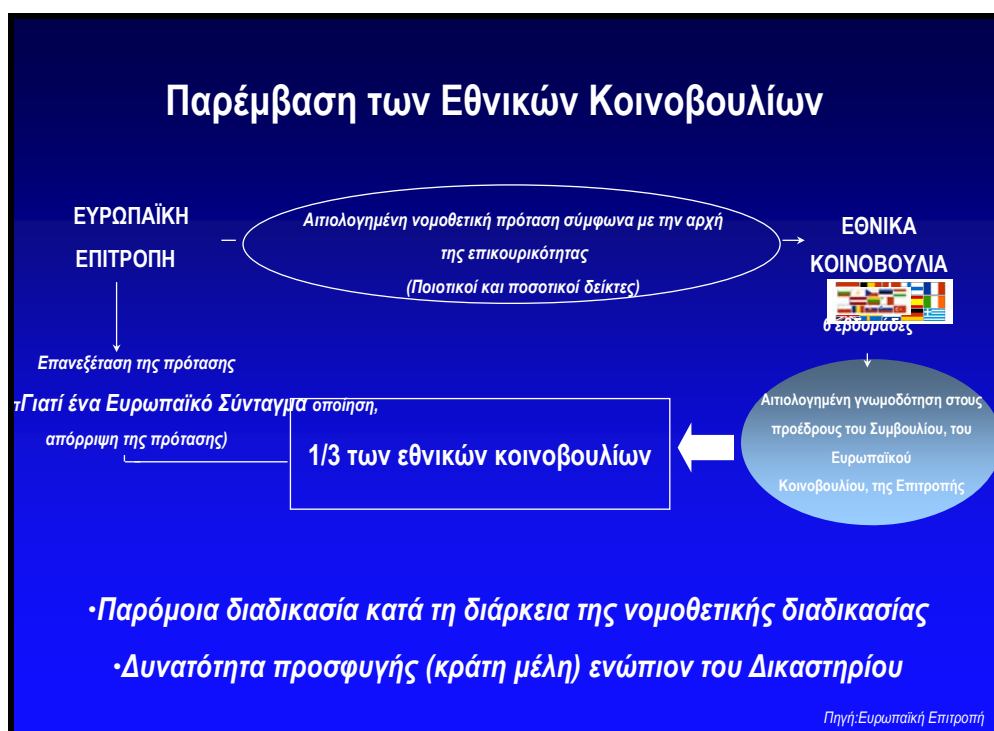 Παρέμβαση των Εθνικών Κοινοβουλίων
ΕΥΡΩΠΑΪΚΗ
ΕΠΙΤΡΟΠΗ
Αιτιολογημένη νομοθετική πρόταση σύμφωνα με την αρχή
της επικουρικότητας
(Ποιοτικοί και ποσοτικοί δείκτες)
ΕΘΝΙΚΑ
ΚΟΙΝΟΒΟΥΛΙΑ
6 εβδομάδες
Αιτιολογημένη γνωμοδότηση στους
προέδρους του Συμβουλίου, του
Ευρωπαϊκού
Κοινοβουλίου, της Επιτροπής
1/3 των εθνικών κοινοβουλίων
Επανεξέταση της πρότασης
Γιατί ένα Ευρωπαϊκό Σύνταγμα οποίηση,
απόρριψη της πρότασης)
•Παρόμοια διαδικασία κατά τη διάρκεια της νομοθετικής διαδικασίας
•Δυνατότητα προσφυγής (κράτη μέλη) ενώπιον του Δικαστηρίου
Πηγή:Ευρωπαϊκή Επιτροπή